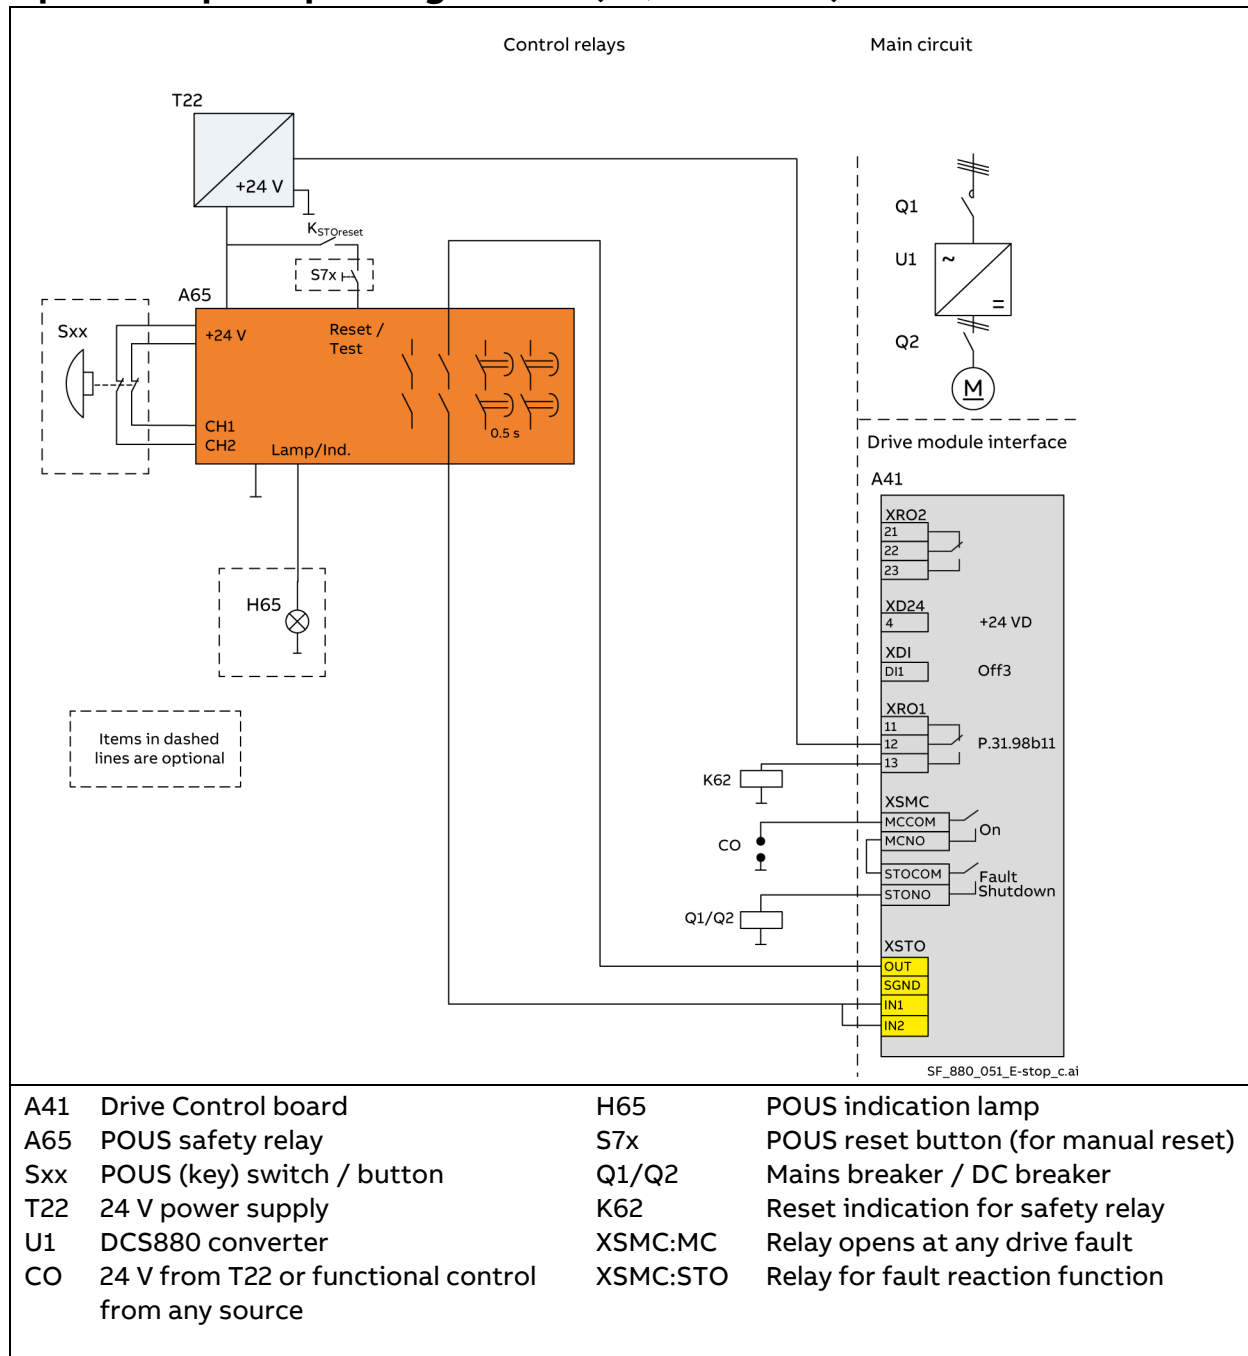 Control relays
Main circuit
T22
+24 V
KSTOreset
S7x
A65
Sxx
+24 V
Reset /
Test
CH1
CH2
0.5 s
Lamp/Ind.
H65
Items in dashed
lines are optional
Q1
U1
~
=
Q2
M
Drive module interface
A41
XRO2
21
22
23
XD24
4
+24 VD
XDI
DI1
Off3
XRO1
11
12
P.31.98b11
13
K62
XSMC
MCCOM
On
MCNO
CO
STOCOM
Fault
Shutdown
STONO
Q1/Q2
XSTO
OUT
SGND
IN1
IN2
SF_880_051_E-stop_c.ai
A41 Drive Control board
A65 POUS safety relay
Sxx POUS (key) switch / button
T22 24 V power supply
U1 DCS880 converter
CO 24 V from T22 or functional control
from any source
H65 POUS indication lamp
S7x POUS reset button (for manual reset)
Q1/Q2 Mains breaker / DC breaker
K62 Reset indication for safety relay
XSMC:MC Relay opens at any drive fault
XSMC:STO Relay for fault reaction function